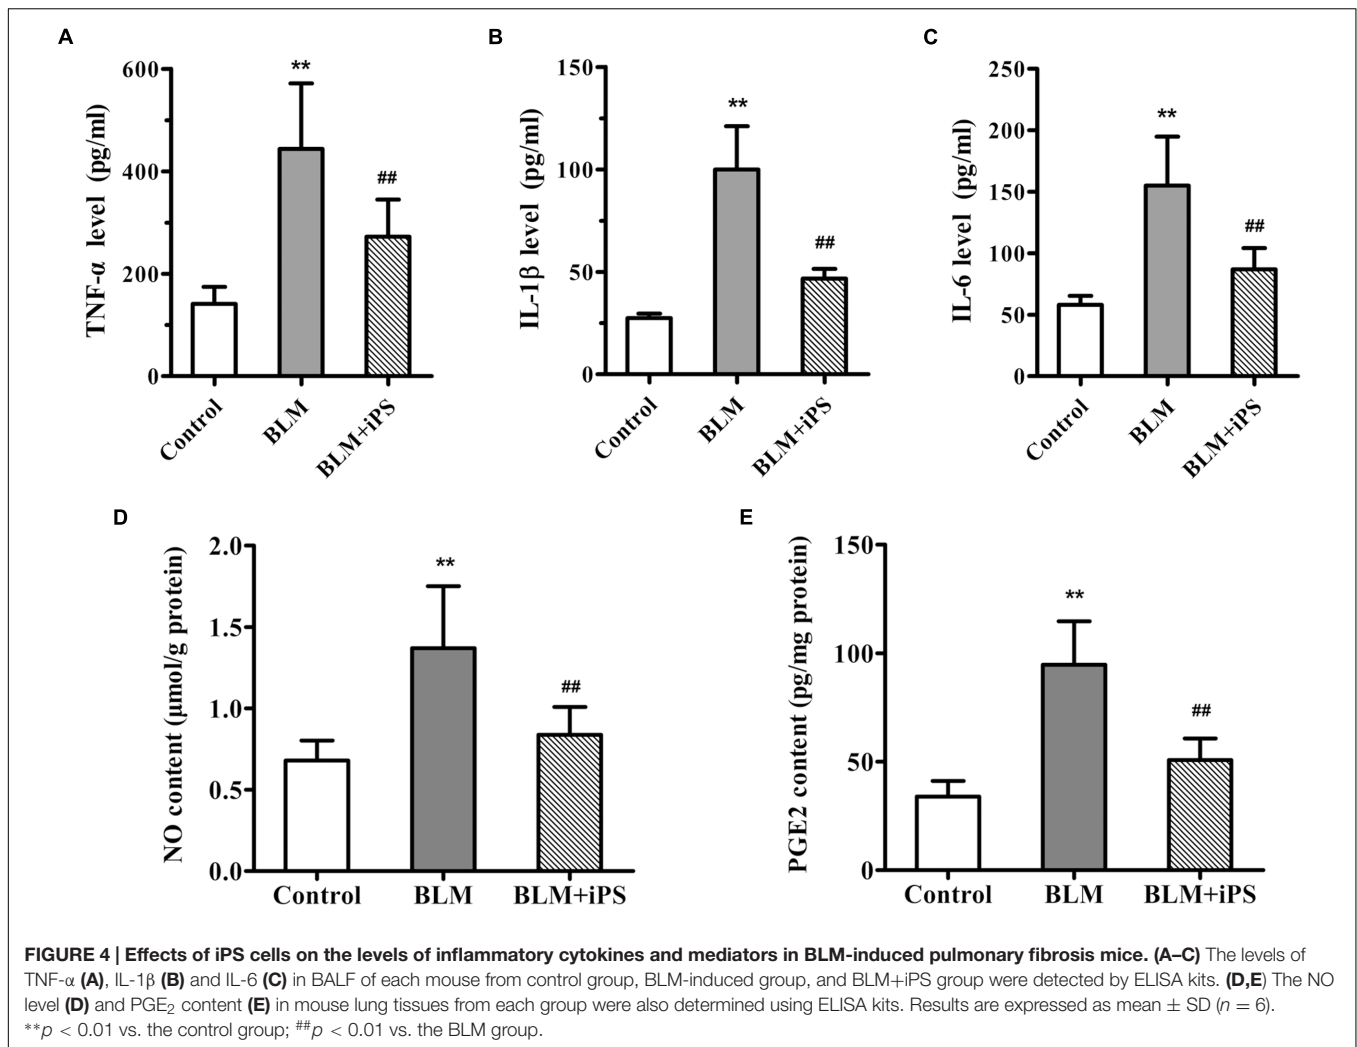 A
TNF-α level (pg/ml)
600
400
200
0
**
##
Control
BLM
BLM+iPS
B
IL-1β level (pg/ml)
150
100
50
0
**
##
Control
BLM
BLM+iPS
C
IL-6 level (pg/ml)
250
200
150
100
50
0
**
##
Control
BLM
BLM+iPS
D
NO content (μmol/g protein)
2.0
1.5
1.0
0.5
0.0
**
##
Control
BLM
BLM+iPS
E
PGE2 content (pg/mg protein)
150
100
50
0
**
##
Control
BLM
BLM+iPS
FIGURE 4 | Effects of iPS cells on the levels of inflammatory cytokines and mediators in BLM-induced pulmonary fibrosis mice. (A–C) The levels of
TNF-α (A), IL-1β (B) and IL-6 (C) in BALF of each mouse from control group, BLM-induced group, and BLM+iPS group were detected by ELISA kits. (D,E) The NO
level (D) and PGE₂ content (E) in mouse lung tissues from each group were also determined using ELISA kits. Results are expressed as mean ± SD (n = 6).
**p < 0.01 vs. the control group; ##p < 0.01 vs. the BLM group.